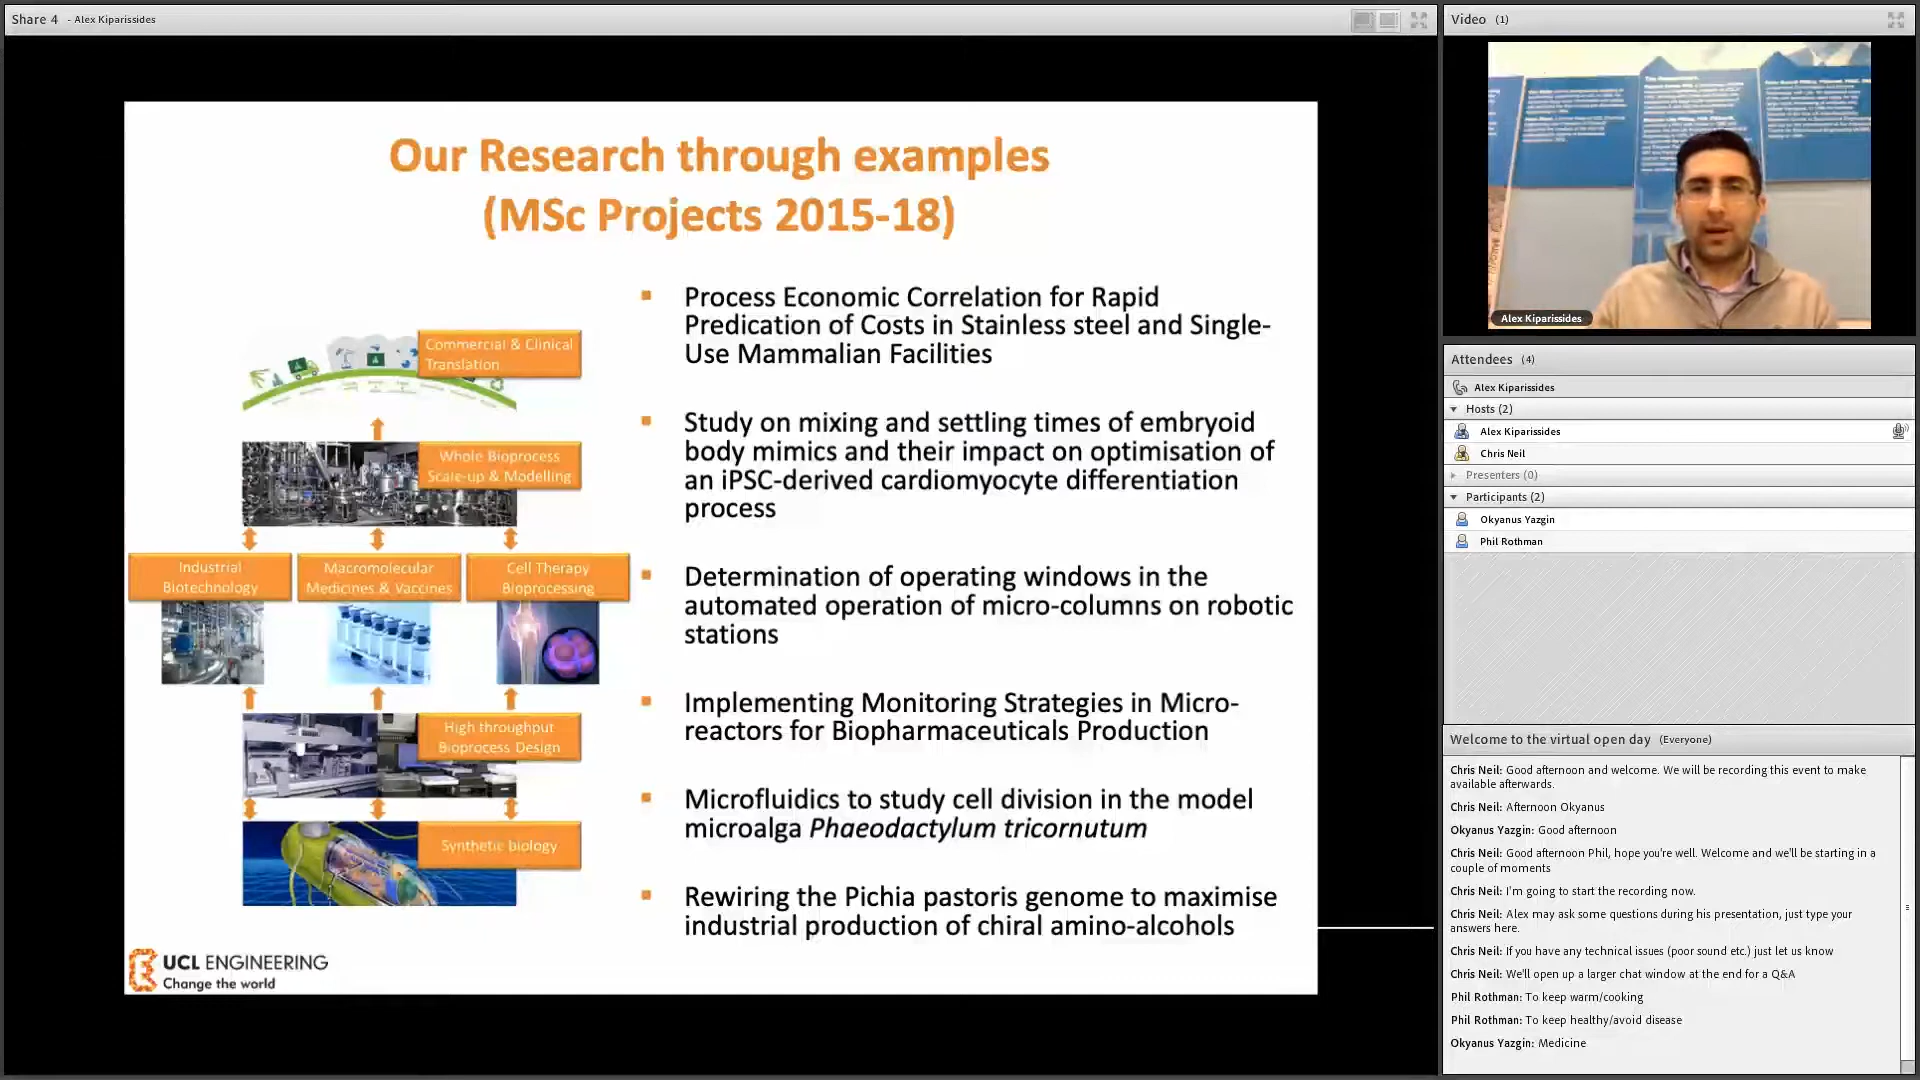 Share 4 - Alex Kiparissides
Our Research through examples
(MSc Projects 2015-18)
Commercial & Clinical
Translation
Whole Bioprocess
Scale-up & Modelling
Industrial
Biotechnology
Macromolecular
Medicines & Vaccines
Cell Therapy
Bioprocessing
High throughput
Bioprocess Design
Synthetic biology
▪ Process Economic Correlation for Rapid
Predication of Costs in Stainless steel and Single-
Use Mammalian Facilities
▪ Study on mixing and settling times of embryoid
body mimics and their impact on optimisation of
an iPSC-derived cardiomyocyte differentiation
process
▪ Determination of operating windows in the
automated operation of micro-columns on robotic
stations
▪ Implementing Monitoring Strategies in Micro-
reactors for Biopharmaceuticals Production
▪ Microfluidics to study cell division in the model
microalga Phaeodactylum tricornutum
▪ Rewiring the Pichia pastoris genome to maximise
industrial production of chiral amino-alcohols
UCL ENGINEERING
Change the world
Video (1)
Alex Kiparissides
Attendees (4)
Alex Kiparissides
Hosts (2)
Alex Kiparissides
Chris Neil
Presenters (0)
Participants (2)
Okyanus Yazgin
Phil Rothman
Welcome to the virtual open day (Everyone)
Chris Neil: Good afternoon and welcome. We will be recording this event to make
available afterwards.
Chris Neil: Afternoon Okyanus
Okyanus Yazgin: Good afternoon
Chris Neil: Good afternoon Phil, hope you're well. Welcome and we'll be starting in a
couple of moments
Chris Neil: I'm going to start the recording now.
Chris Neil: Alex may ask some questions during his presentation, just type your
answers here.
Chris Neil: If you have any technical issues (poor sound etc.) just let us know
Chris Neil: We'll open up a larger chat window at the end for a Q&A
Phil Rothman: To keep warm/cooking
Phil Rothman: To keep healthy/avoid disease
Okyanus Yazgin: Medicine